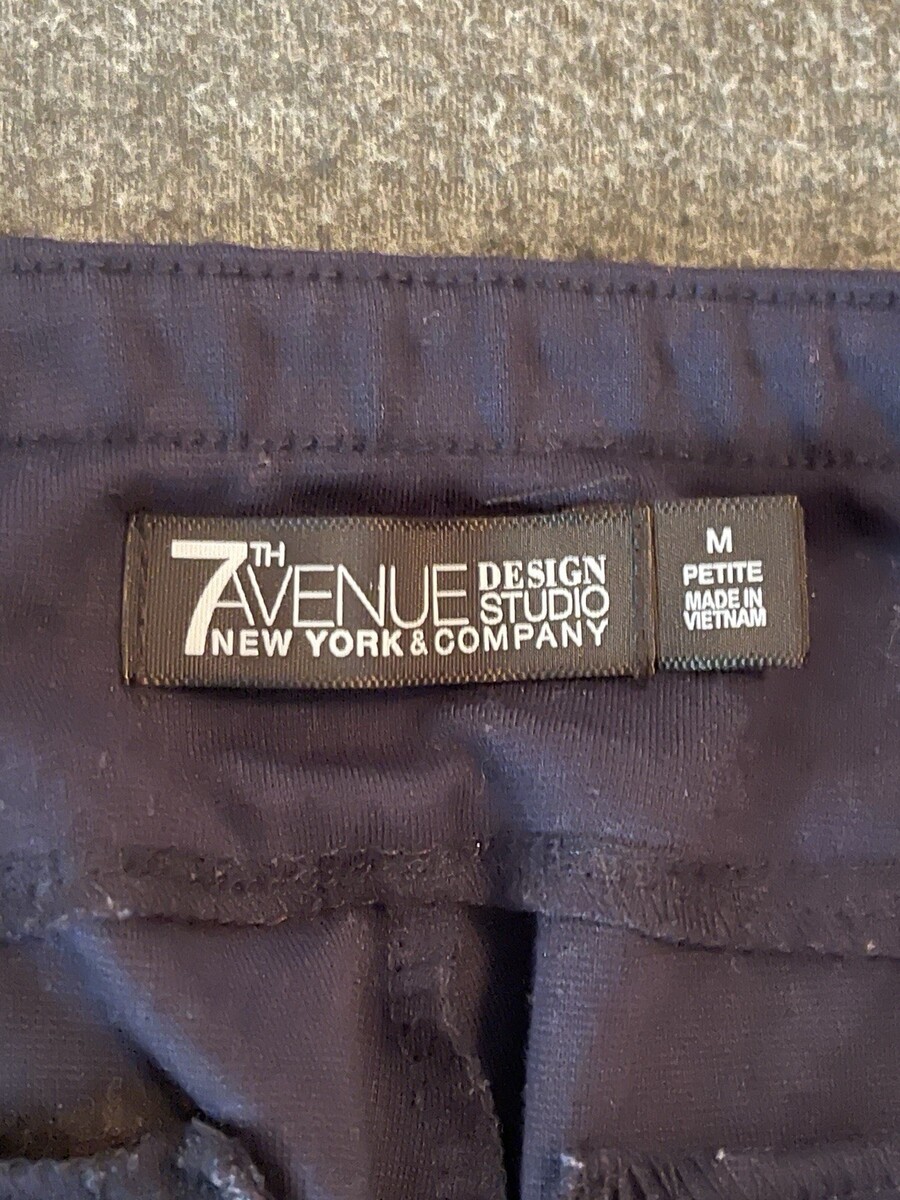 7TH AVENUE DESIGN STUDIO
NEW YORK & COMPANY
M
PETITE
MADE IN
VIETNAM